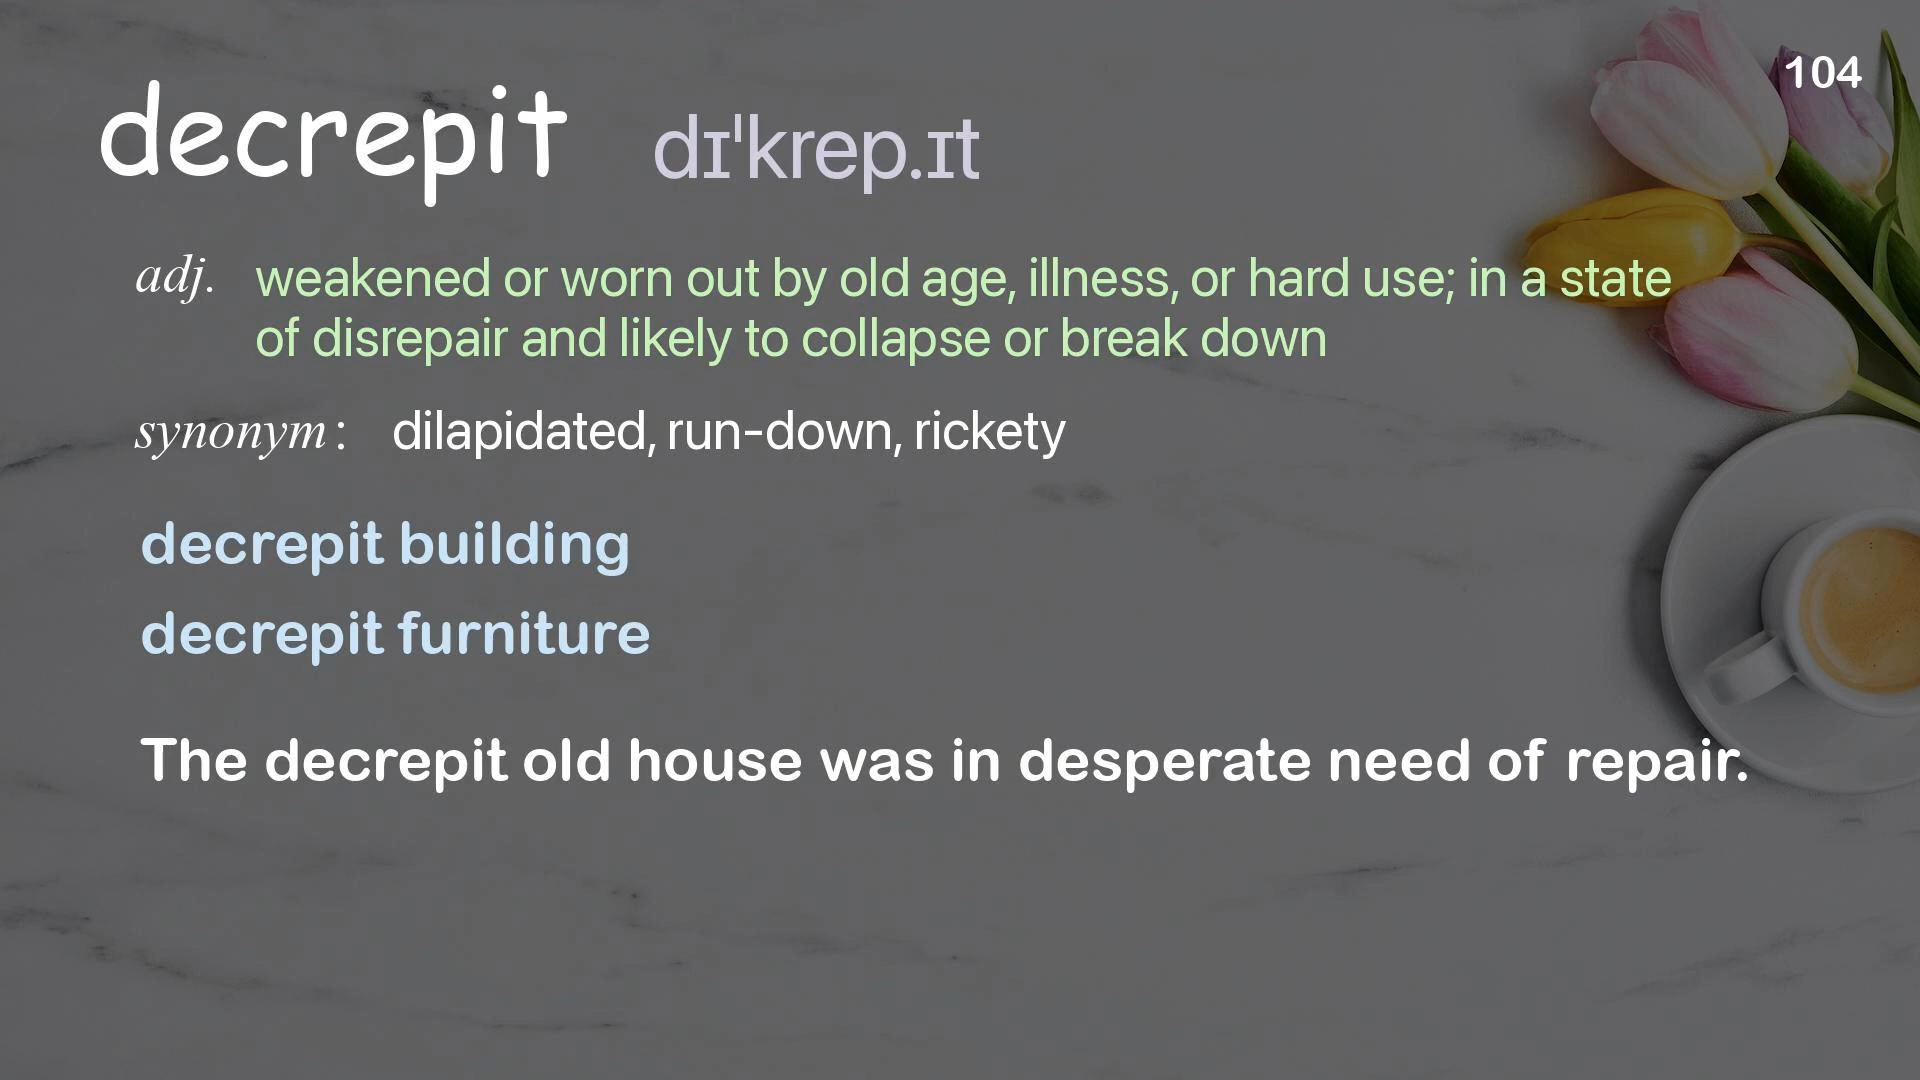 104
decrepit dɪˈkrep.ɪt
adj. weakened or worn out by old age, illness, or hard use; in a state
of disrepair and likely to collapse or break down
synonym: dilapidated, run-down, rickety
decrepit building
decrepit furniture
The decrepit old house was in desperate need of repair.